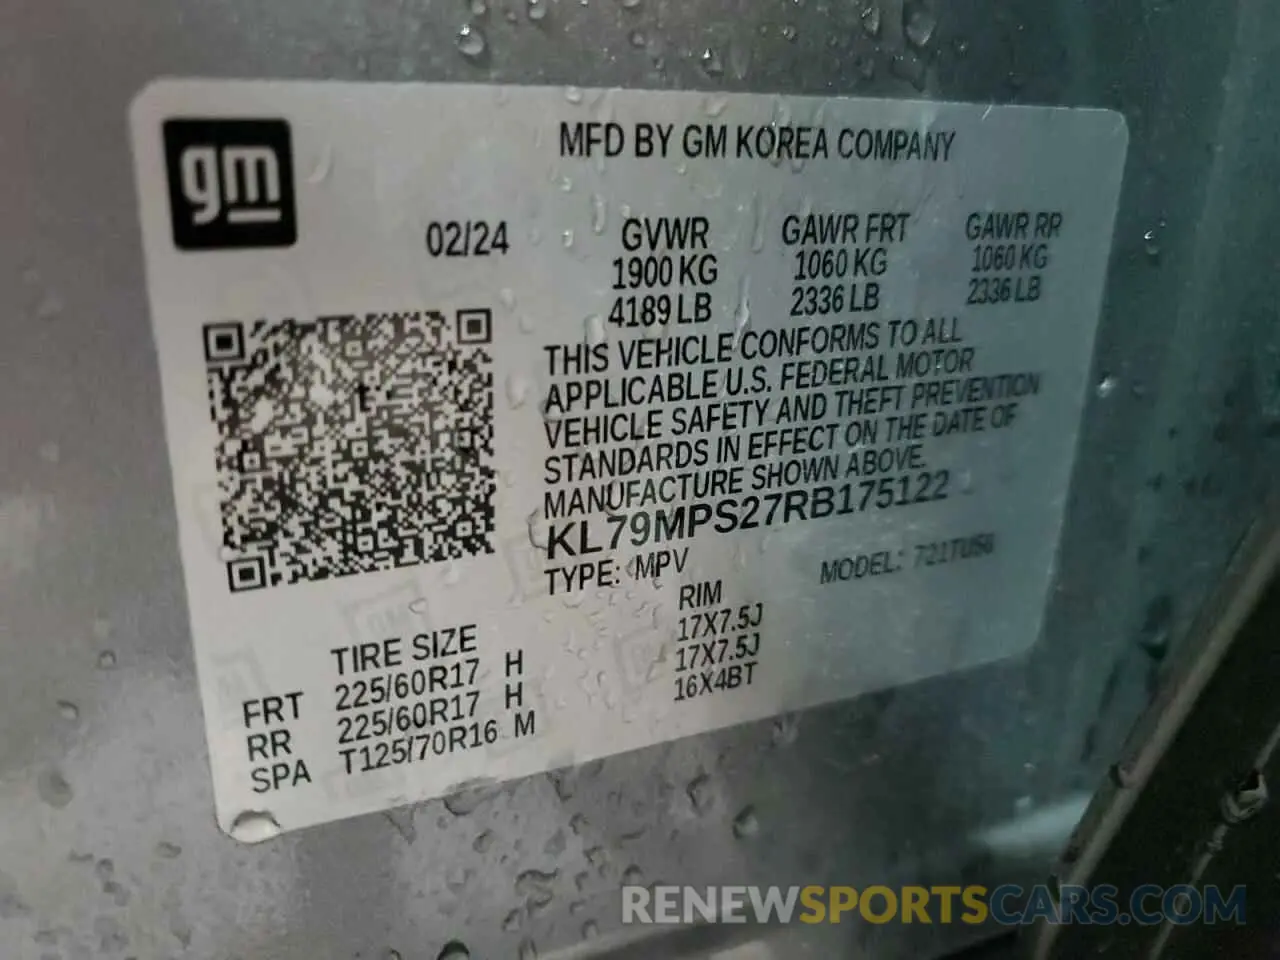 gm
MFD BY GM KOREA COMPANY
02/24
GVWR GAWR FRT GAWR RR
1900 KG 1060 KG 1060 KG
4189 LB 2336 LB 2336 LB
THIS VEHICLE CONFORMS TO ALL
APPLICABLE U.S. FEDERAL MOTOR
VEHICLE SAFETY AND THEFT PREVENTION
STANDARDS IN EFFECT ON THE DATE OF
MANUFACTURE SHOWN ABOVE.
KL79MPS27RB175122
TYPE: MPV MODEL: 721TU56
TIRE SIZE RIM
FRT 225/60R17 H 17X7.5J
RR 225/60R17 H 17X7.5J
SPA T125/70R16 M 16X4BT
RENEWSPORTSCARS.COM